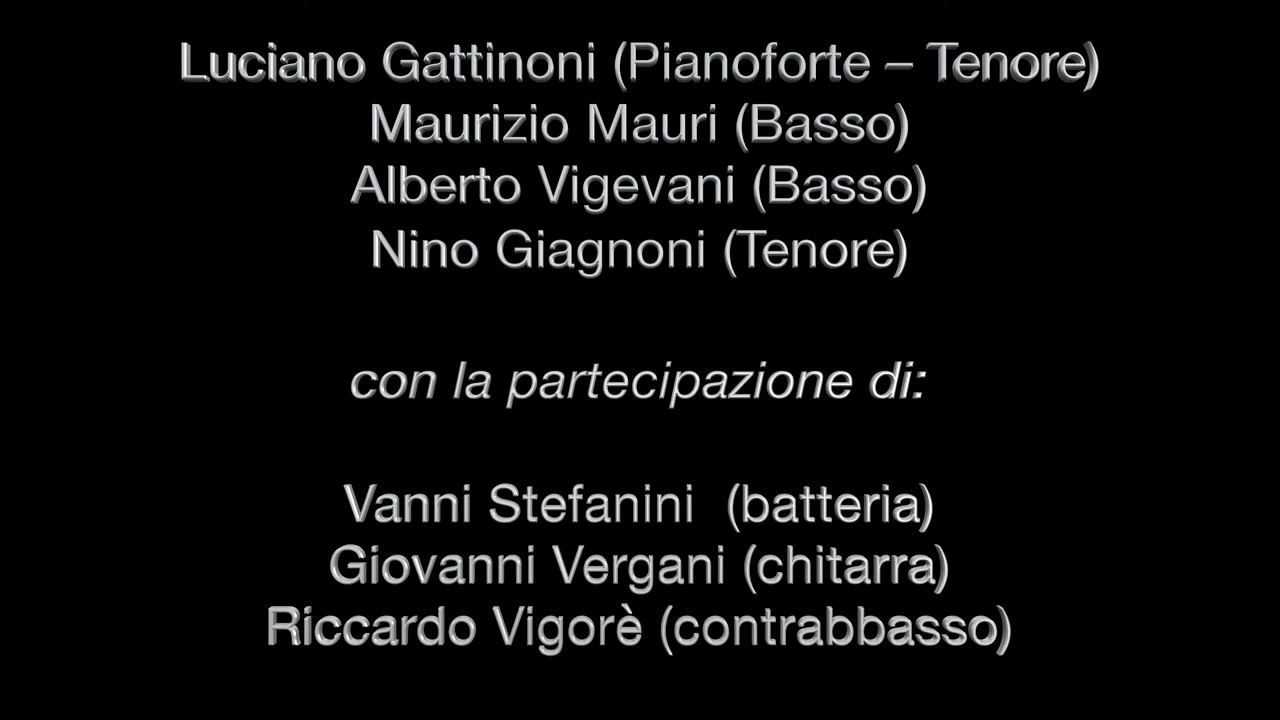 Luciano Gattinoni (Pianoforte – Tenore)
Maurizio Mauri (Basso)
Alberto Vigevani (Basso)
Nino Giagnoni (Tenore)
con la partecipazione di:
Vanni Stefanini (batteria)
Giovanni Vergani (chitarra)
Riccardo Vigorè (contrabbasso)